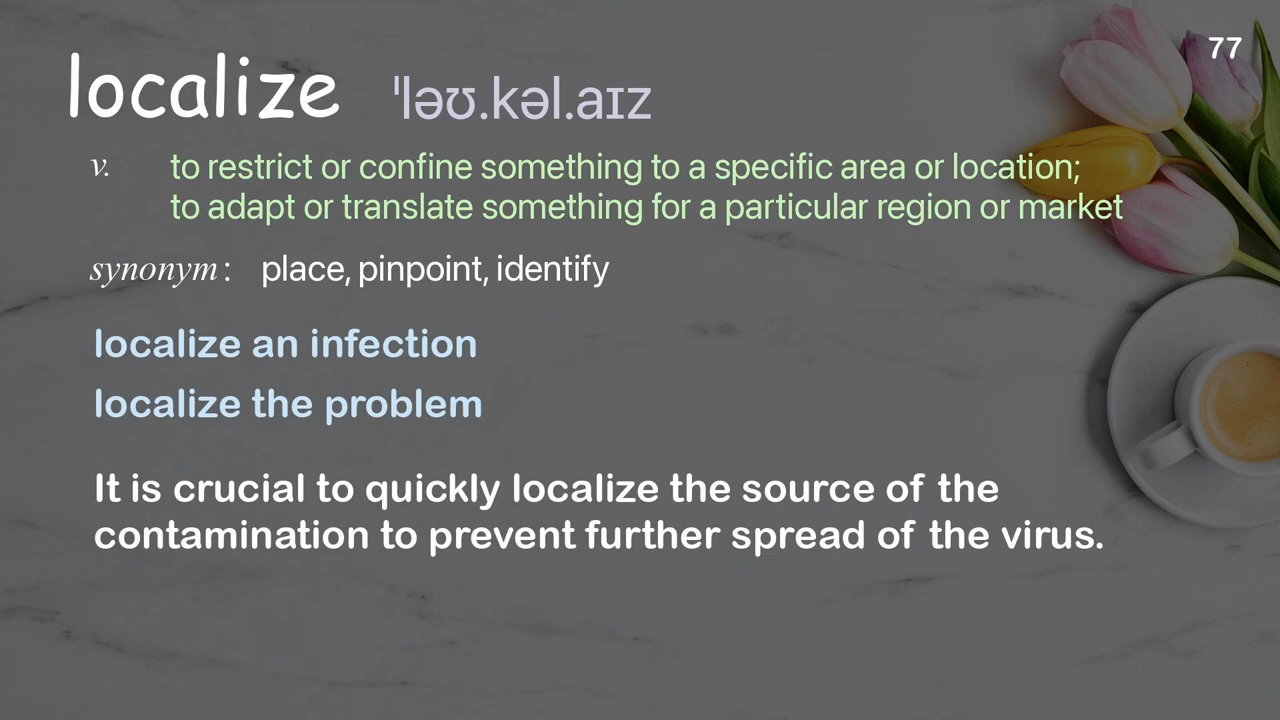 77
localize ˈləʊ.kəl.aɪz
v. to restrict or confine something to a specific area or location;
to adapt or translate something for a particular region or market
synonym: place, pinpoint, identify
localize an infection
localize the problem
It is crucial to quickly localize the source of the
contamination to prevent further spread of the virus.